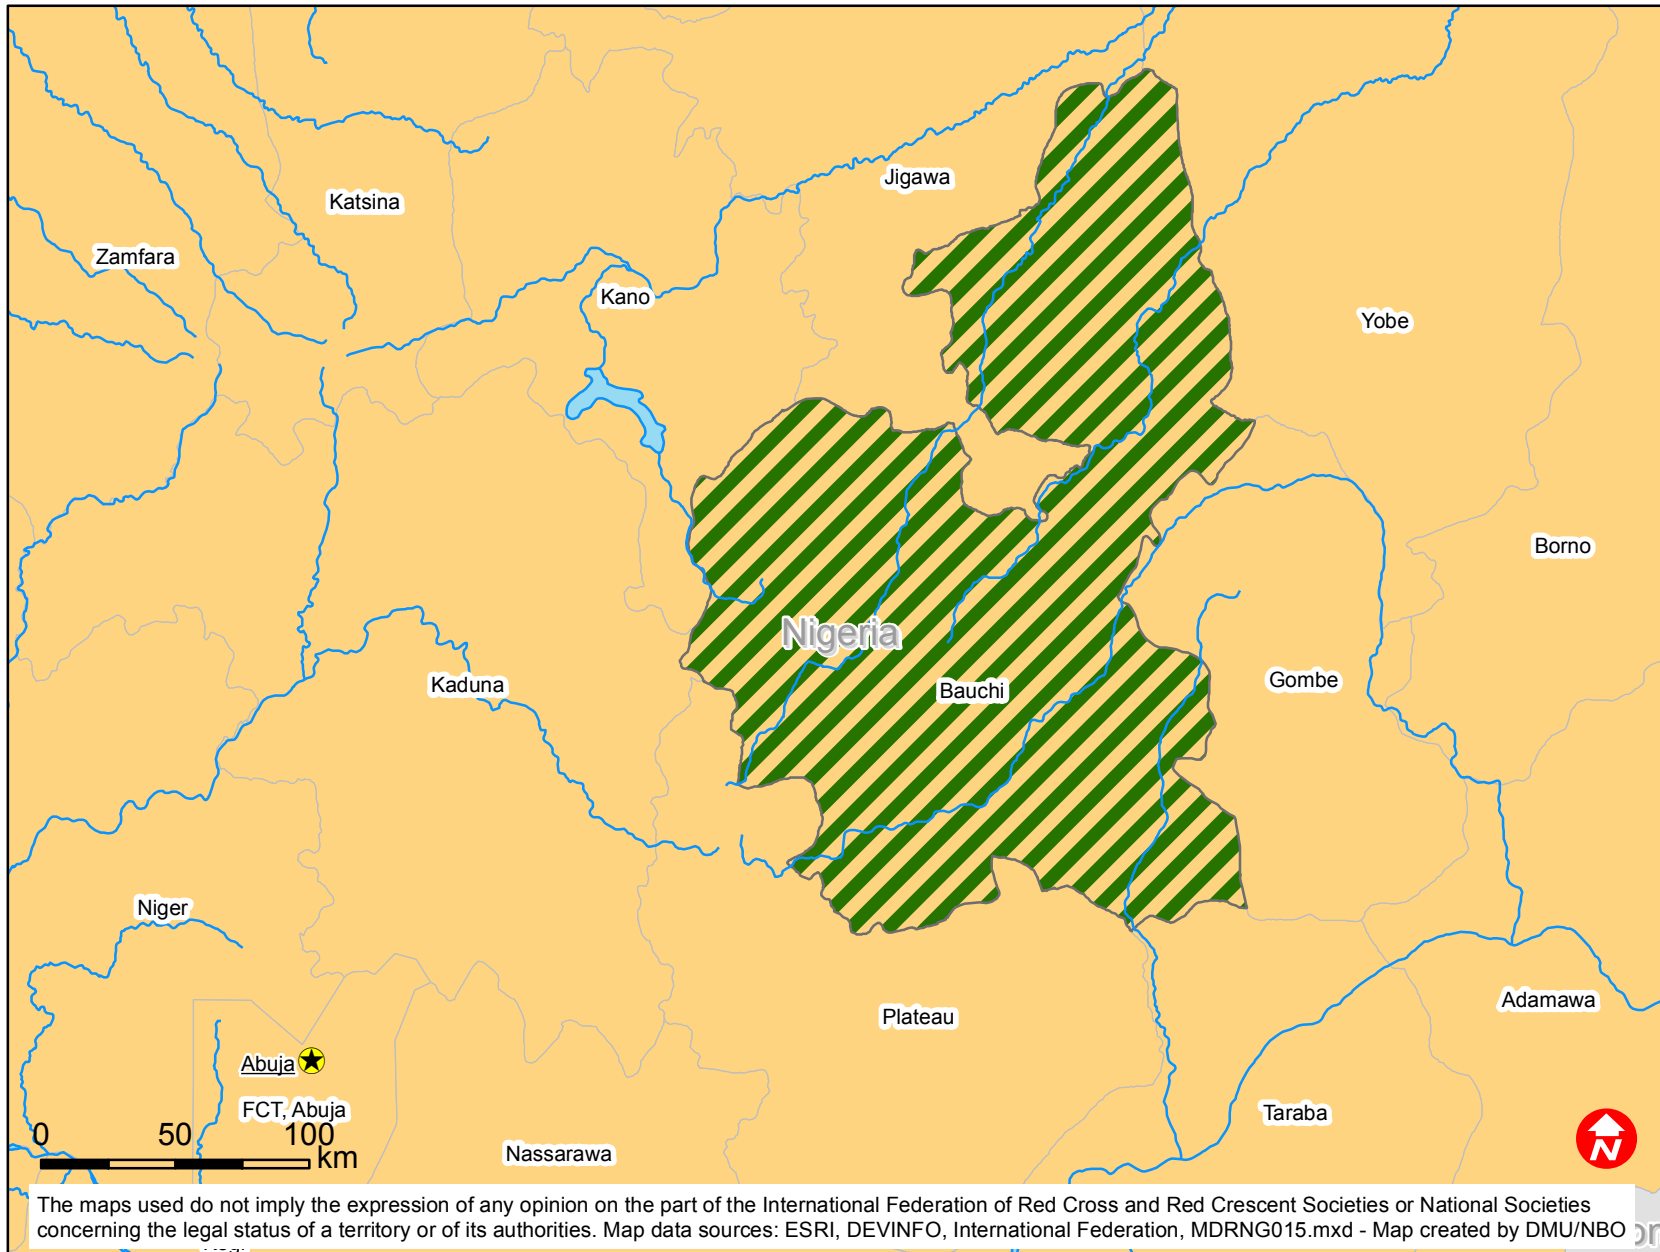 Jigawa
Katsina
Zamfara
Kano
Yobe
Borno
Nigeria
Gombe
Kaduna
Bauchi
Niger
Adamawa
Plateau
Abuja
FCT, Abuja
Taraba
0 50 100
km
Nassarawa
N
The maps used do not imply the expression of any opinion on the part of the International Federation of Red Cross and Red Crescent Societies or National Societies
concerning the legal status of a territory or of its authorities. Map data sources: ESRI, DEVINFO, International Federation, MDRNG015.mxd - Map created by DMU/NBO